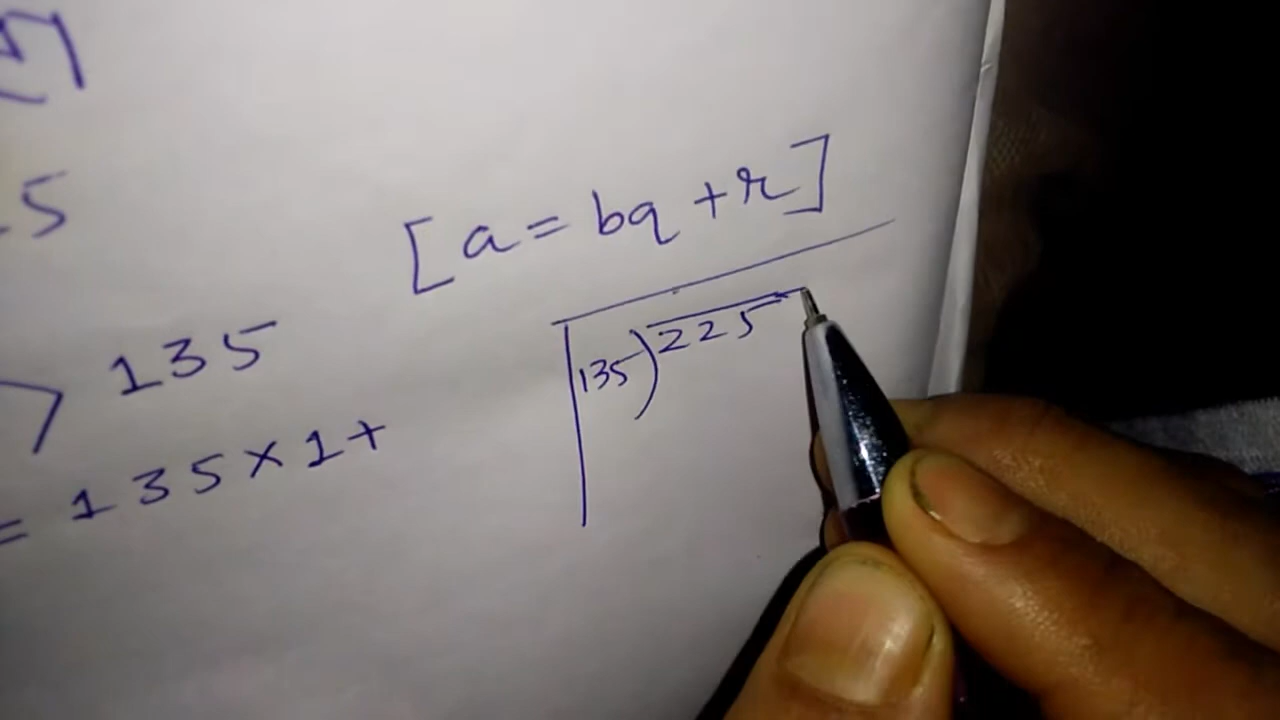 5
[a = bq + r]
> 135
135) 225
= 135 × 1 +